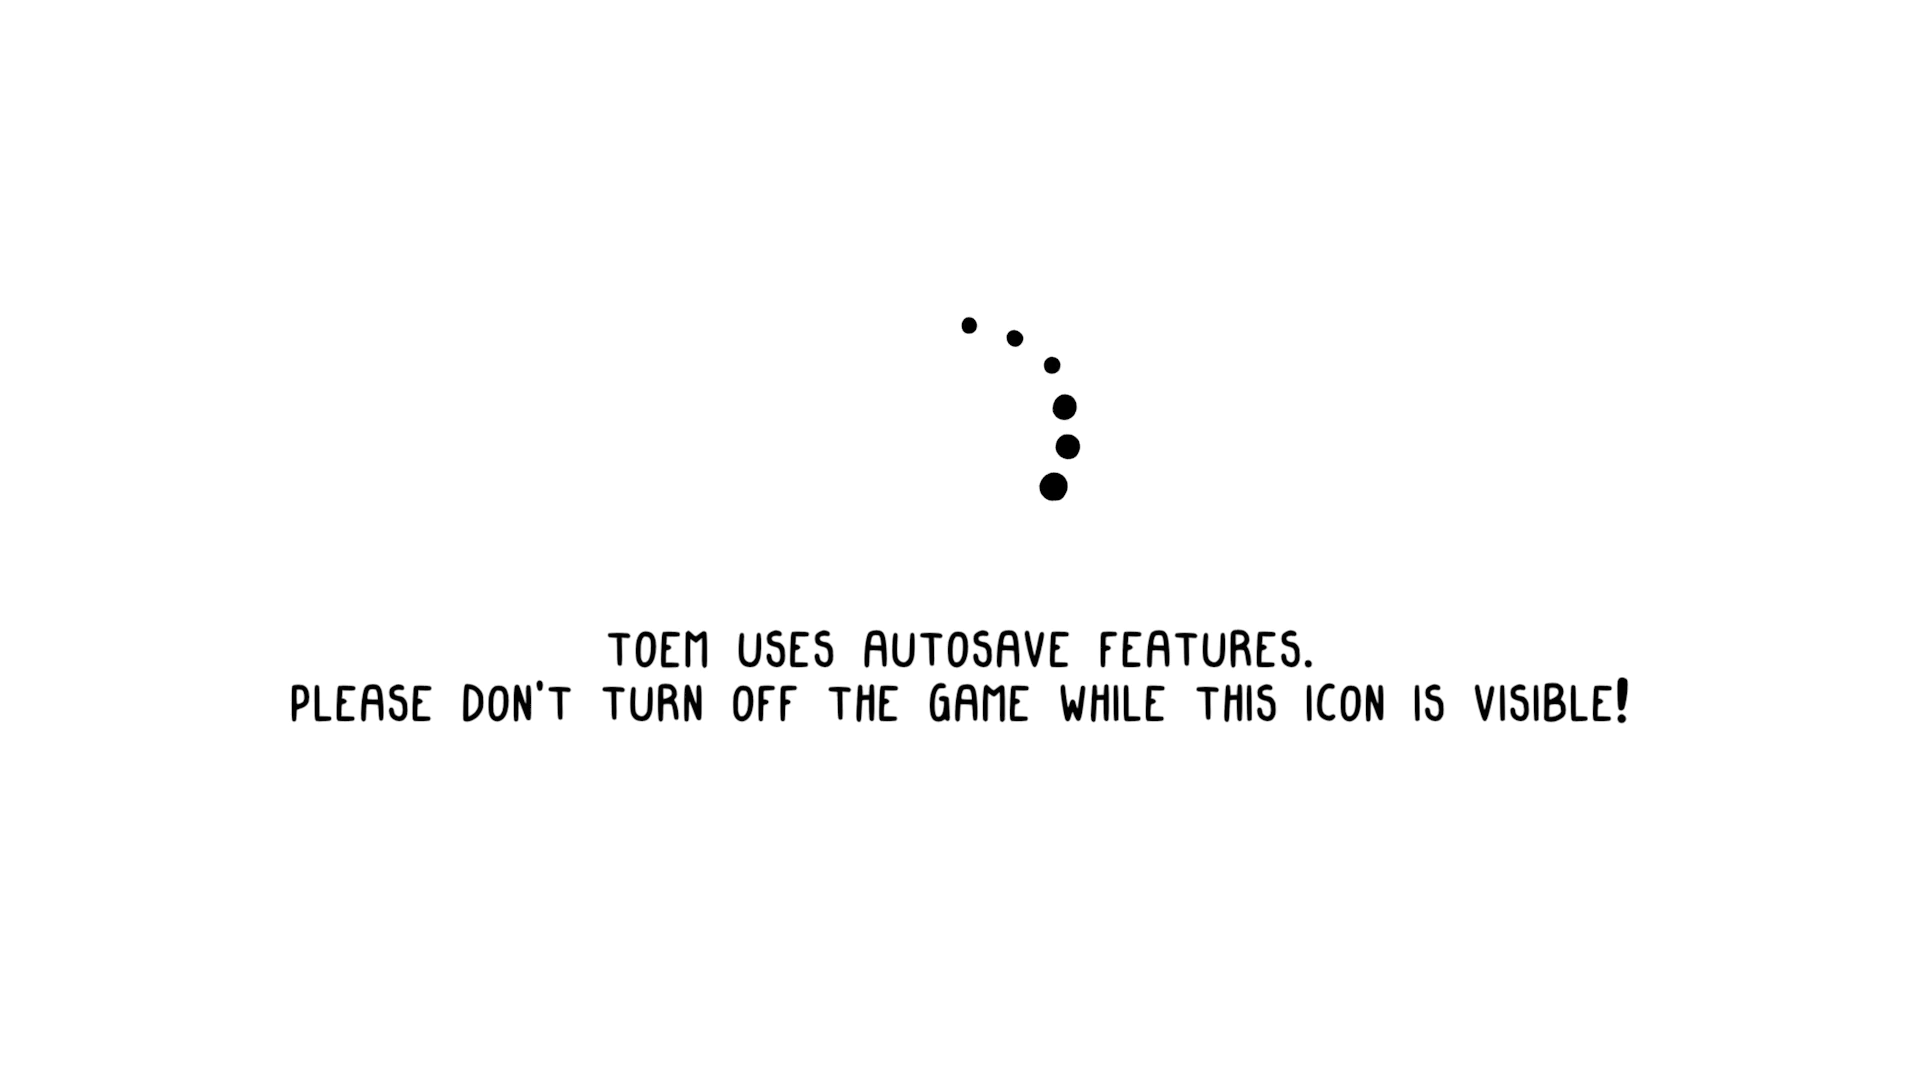 TOEM USES AUTOSAVE FEATURES.
PLEASE DON'T TURN OFF THE GAME WHILE THIS ICON IS VISIBLE!